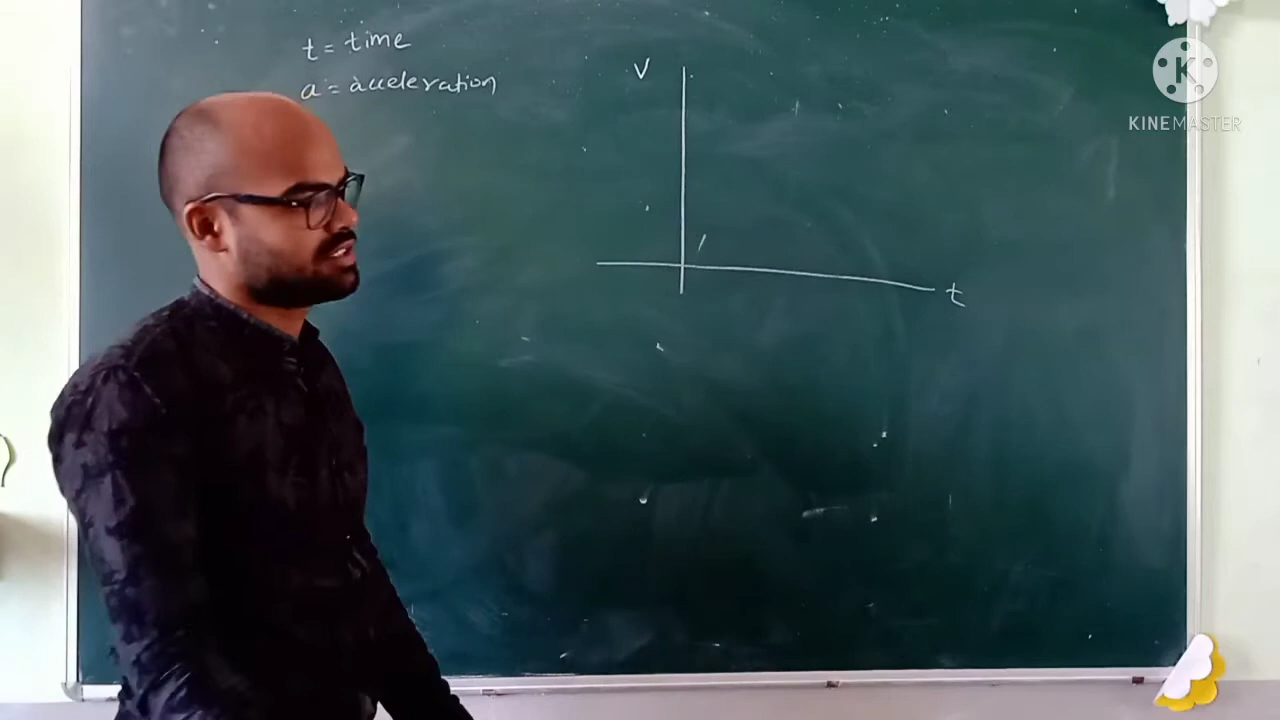 t = time
a = acceleration
V
t
K
KINEMASTER